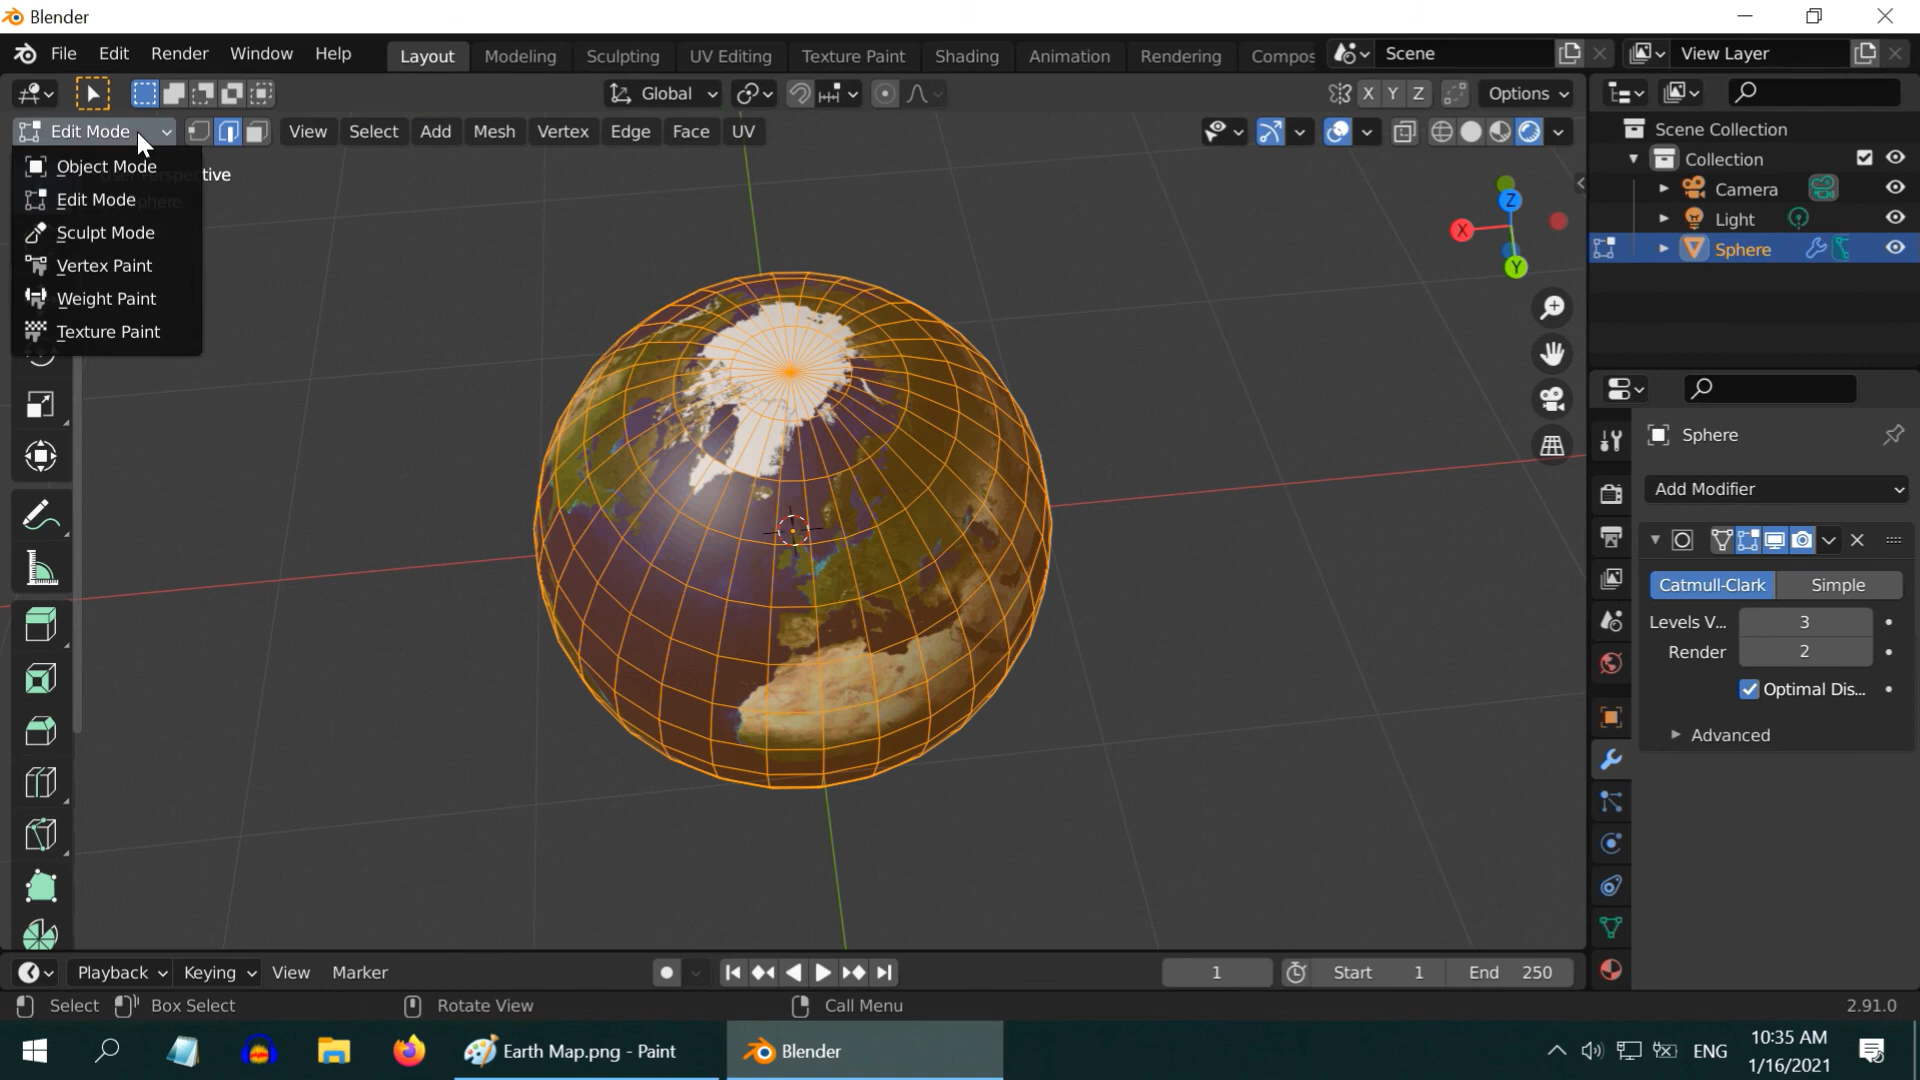 Blender
File Edit Render Window Help Layout Modeling Sculpting UV Editing Texture Paint Shading Animation Rendering Compos Scene View Layer
Global X Y Z Options
Edit Mode View Select Add Mesh Vertex Edge Face UV
Object Mode
Edit Mode
Sculpt Mode
Vertex Paint
Weight Paint
Texture Paint
tive
Z
X
Y
Scene Collection
Collection
Camera
Light
Sphere
Sphere
Add Modifier
Catmull-Clark Simple
Levels V... 3
Render 2
Optimal Dis...
Advanced
Playback Keying View Marker 1 Start 1 End 250
Select Box Select Rotate View Call Menu 2.91.0
Earth Map.png - Paint Blender ENG 10:35 AM
1/16/2021